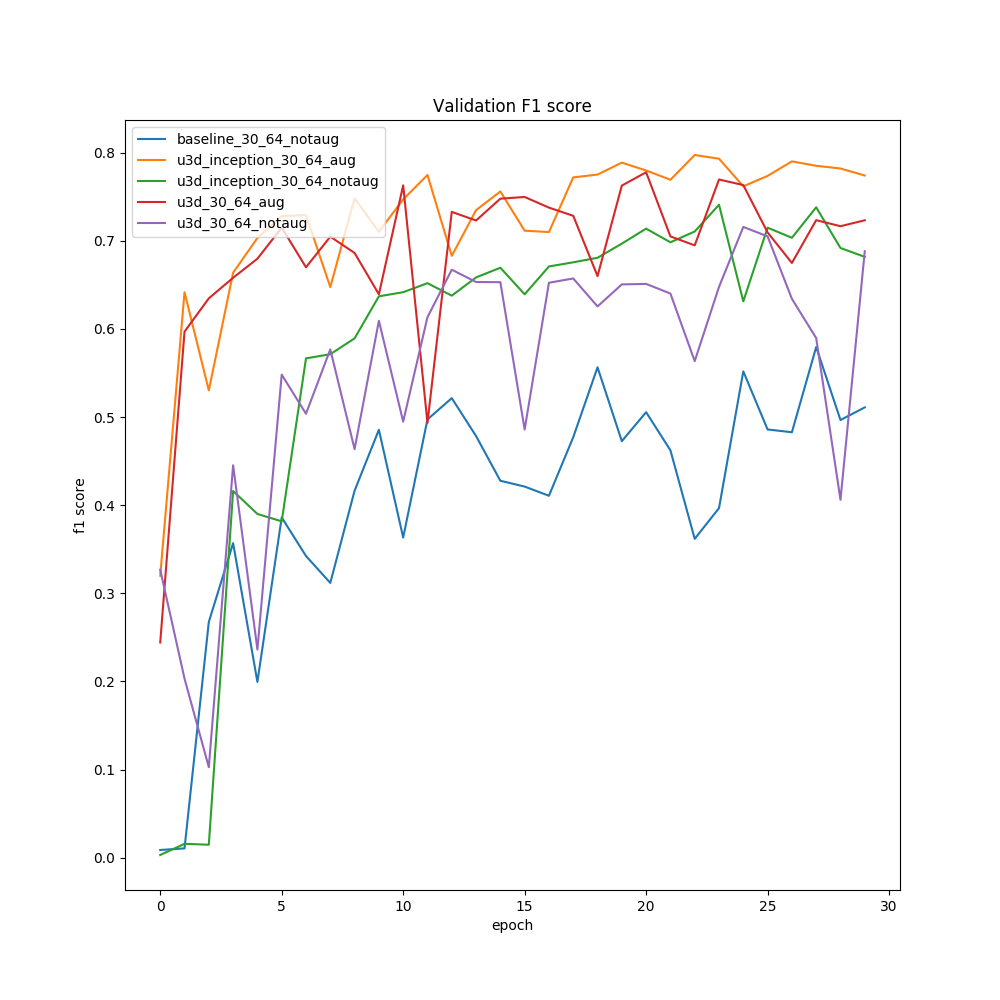 Validation F1 score
baseline_30_64_notaug
u3d_inception_30_64_aug
u3d_inception_30_64_notaug
u3d_30_64_aug
u3d_30_64_notaug
0.8
0.7
0.6
0.5
0.4
0.3
0.2
0.1
0.0
f1 score
0 5 10 15 20 25 30
epoch